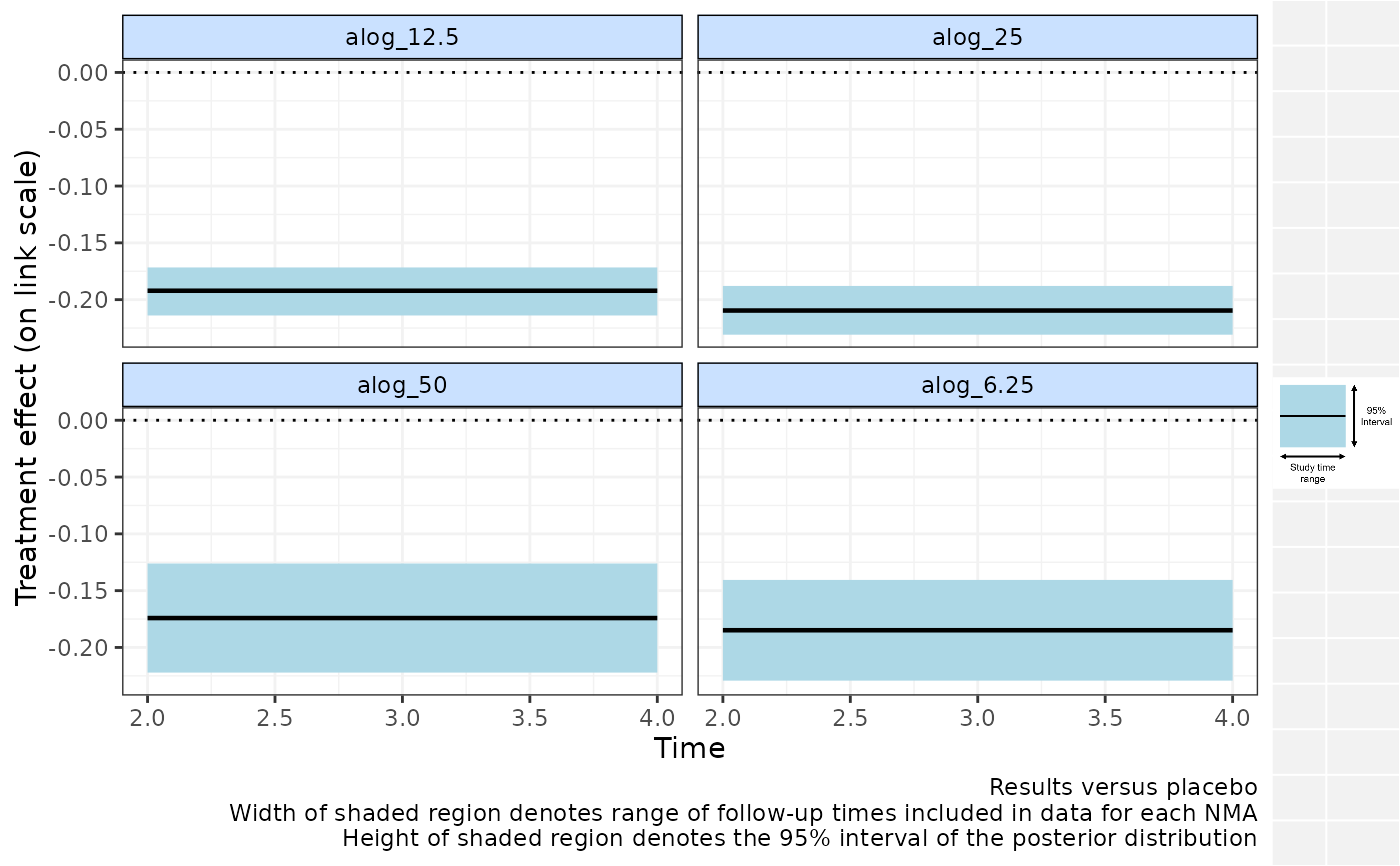 alog_12.5
alog_25
0.00
-0.05
-0.10
-0.15
-0.20
alog_50
alog_6.25
0.00
-0.05
-0.10
-0.15
-0.20
Treatment effect (on link scale)
2.0 2.5 3.0 3.5 4.0
2.0 2.5 3.0 3.5 4.0
Time
95%
Interval
Study time
range
Results versus placebo
Width of shaded region denotes range of follow-up times included in data for each NMA
Height of shaded region denotes the 95% interval of the posterior distribution